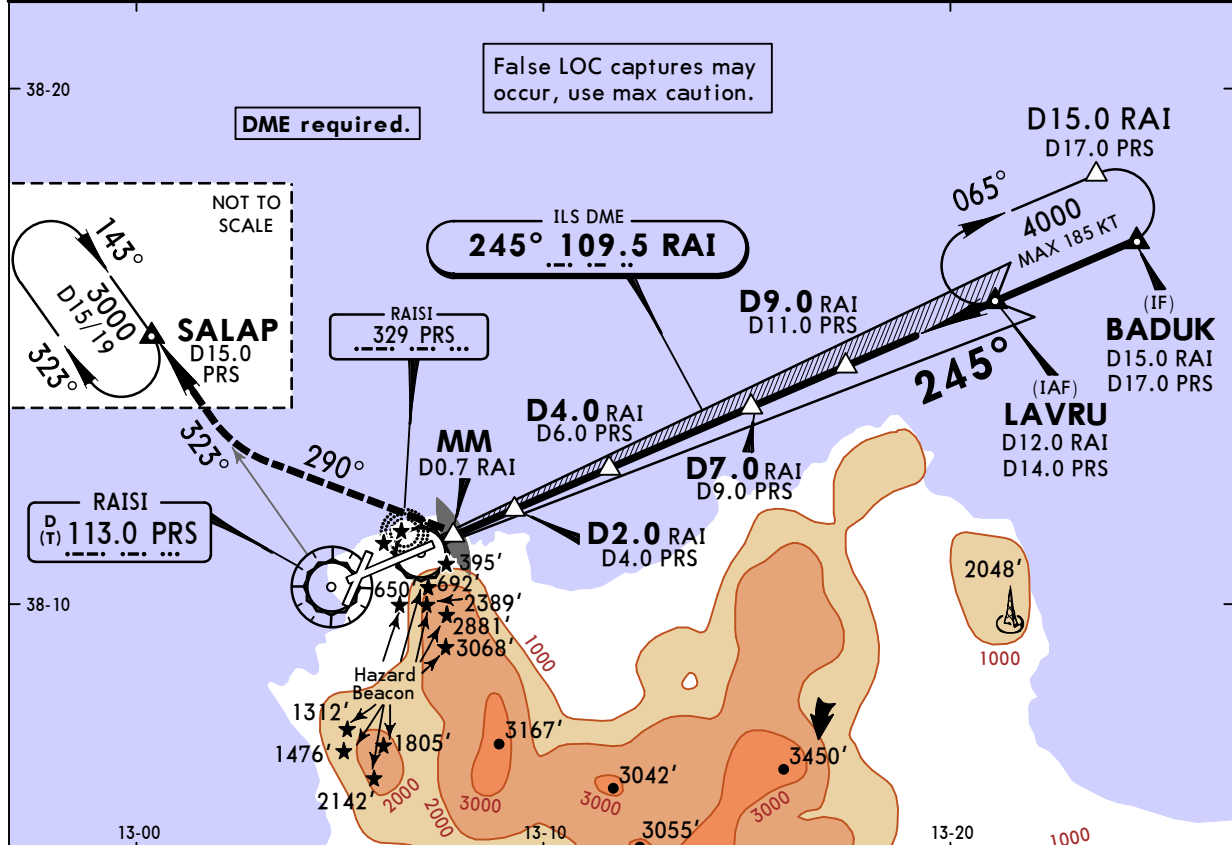 False LOC captures may
occur, use max caution.
38-20
DME required.
D15.0 RAI
D17.0 PRS
065°
4000
MAX 185 KT
NOT TO
SCALE
ILS DME
245° 109.5 RAI
143°
3000
D15/19
323°
SALAP
D15.0
PRS
RAISI
329 PRS
D9.0 RAI
D11.0 PRS
(IF)
BADUK
D15.0 RAI
D17.0 PRS
245°
(IAF)
LAVRU
D12.0 RAI
D14.0 PRS
D4.0 RAI
D6.0 PRS
323°
290°
MM
D0.7 RAI
D7.0 RAI
D9.0 PRS
RAISI
D
(T) 113.0 PRS
D2.0 RAI
D4.0 PRS
395'
2048'
650'
692'
38-10
2389'
2881'
3068'
1000
1000
Hazard
Beacon
1312'
1476'
1805'
3167'
3450'
3042'
2142'
2000
2000
3000
3000
3000
3055'
13-00
13-10
13-20
1000